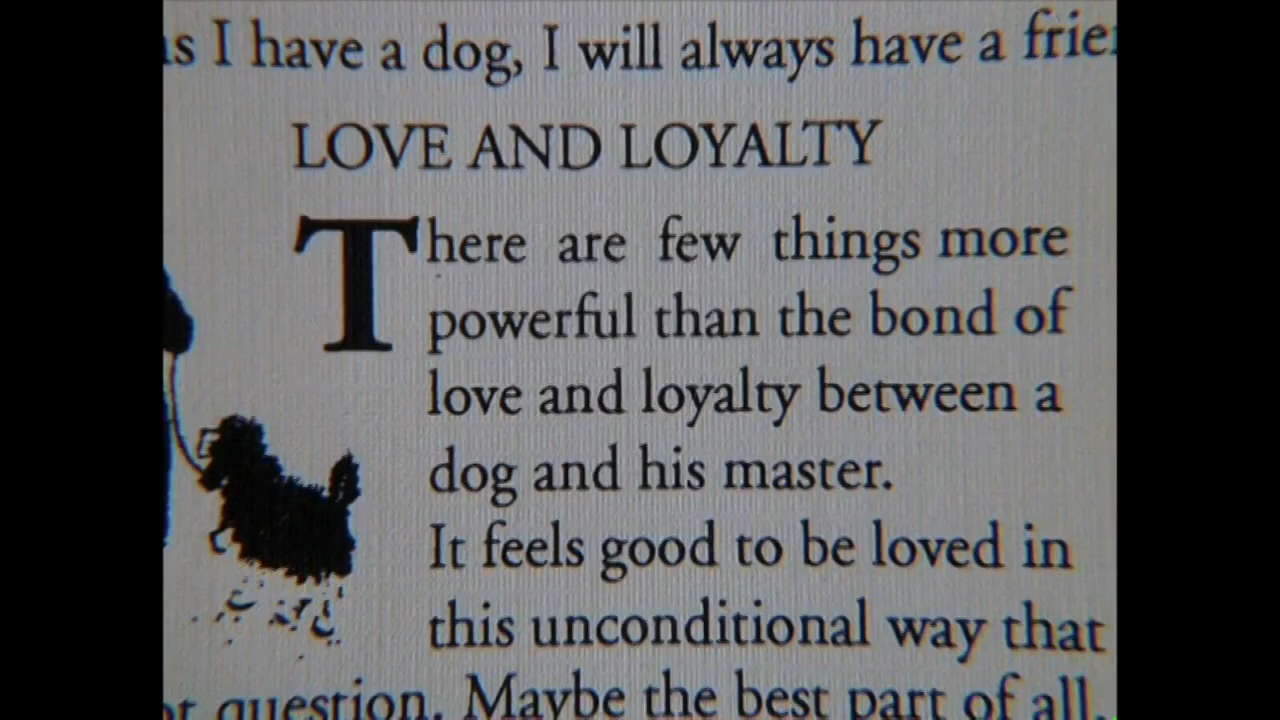 I have a dog, I will always have a
LOVE AND LOYALTY
There are few things more
powerful than the bond of
love and loyalty between a
dog and his master.
It feels good to be loved in
this unconditional way that
question. Maybe the best part of all,